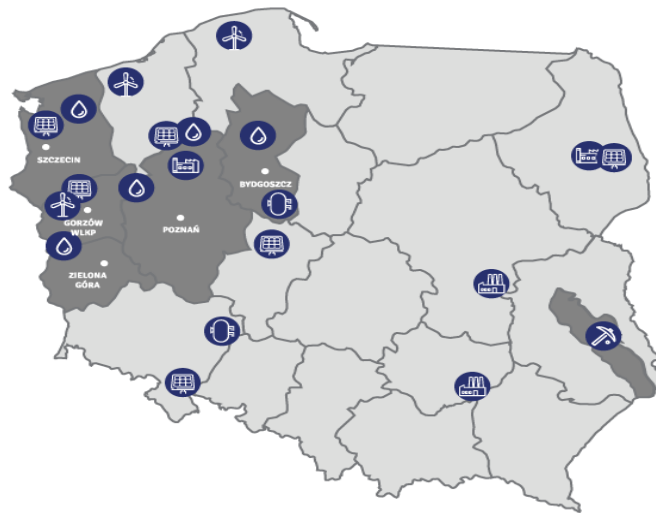 SZCZECIN
BYDGOSZCZ
GORZÓW
WLKP
POZNAŃ
ZIELONA
GÓRA